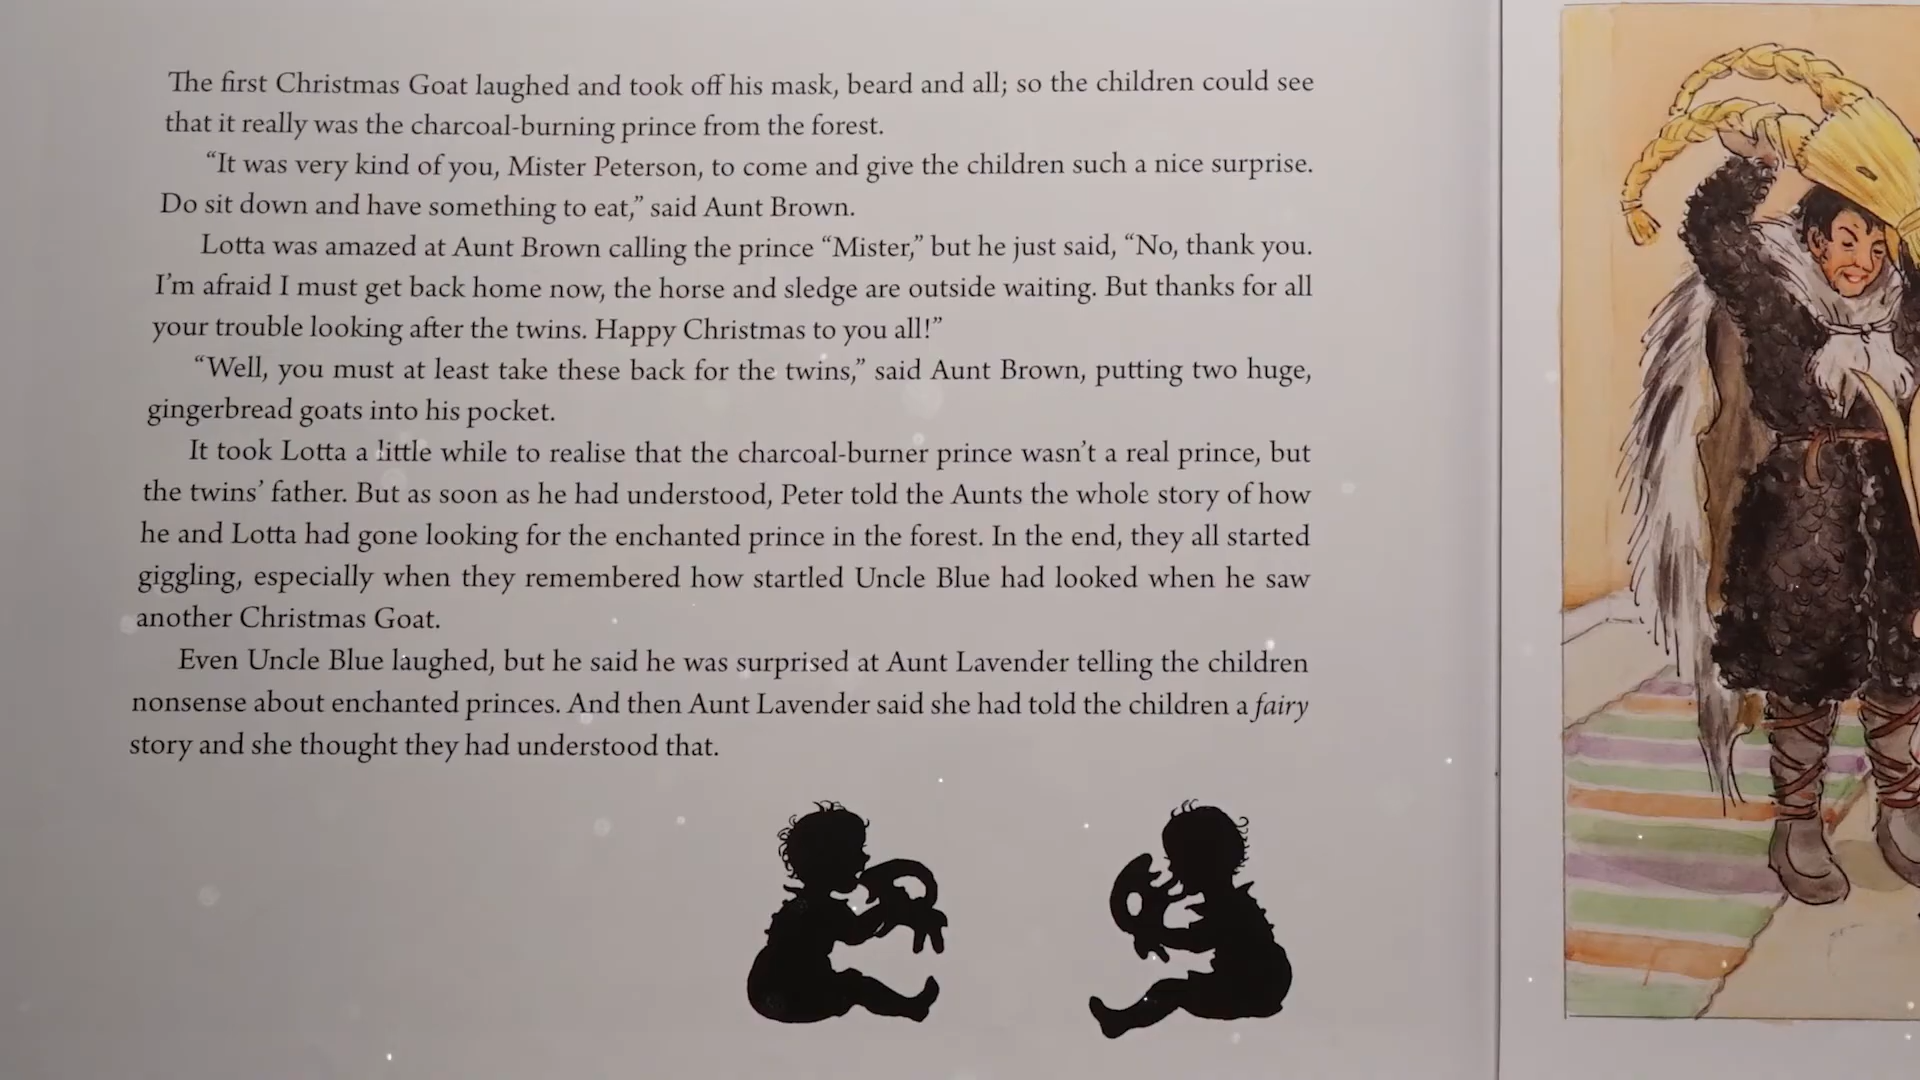 The first Christmas Goat laughed and took off his mask, beard and all; so the children could see
that it really was the charcoal-burning prince from the forest.
“It was very kind of you, Mister Peterson, to come and give the children such a nice surprise.
Do sit down and have something to eat,” said Aunt Brown.
Lotta was amazed at Aunt Brown calling the prince “Mister,” but he just said, “No, thank you.
I’m afraid I must get back home now, the horse and sledge are outside waiting. But thanks for all
your trouble looking after the twins. Happy Christmas to you all!”
“Well, you must at least take these back for the twins,” said Aunt Brown, putting two huge,
gingerbread goats into his pocket.
It took Lotta a little while to realise that the charcoal-burner prince wasn’t a real prince, but
the twins’ father. But as soon as he had understood, Peter told the Aunts the whole story of how
he and Lotta had gone looking for the enchanted prince in the forest. In the end, they all started
giggling, especially when they remembered how startled Uncle Blue had looked when he saw
another Christmas Goat.
Even Uncle Blue laughed, but he said he was surprised at Aunt Lavender telling the children
nonsense about enchanted princes. And then Aunt Lavender said she had told the children a fairy
story and she thought they had understood that.